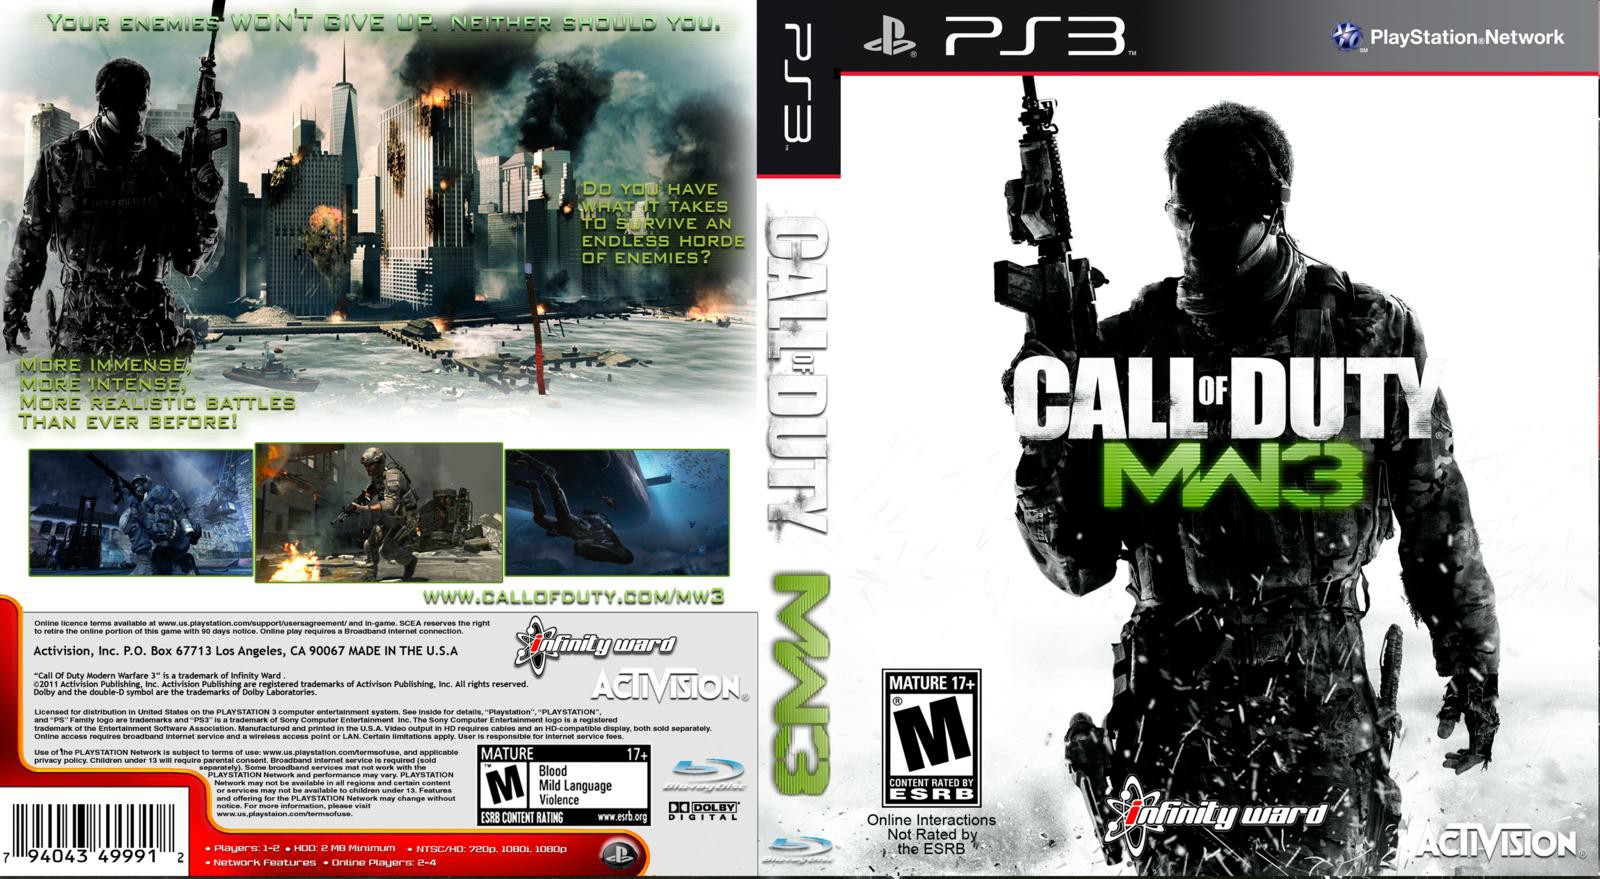 Your enemies won't give up. Neither should you.
Do you have
what it takes
to survive an
endless horde
of enemies?
More immense,
More intense,
More realistic battles
Than ever before!
www.callofduty.com/mw3
Online licence terms available at www.us.playstation.com/support/usersagreement/ and in-game. SCEA reserves the right
to retire the online portion of this game with 90 days notice. Online play requires a Broadband internet connection.
Activision, Inc. P.O. Box 67713 Los Angeles, CA 90067 MADE IN THE U.S.A
“Call Of Duty Modern Warfare 3” is a trademark of Infinity Ward .
©2011 Activision Publishing, Inc. Activision Publishing are registered trademarks of Activison Publishing, Inc. All rights reserved.
Dolby and the double-D symbol are the trademarks of Dolby Laboratories.
infinity ward
ACTIVISION®
Licensed for distribution in United States on the PLAYSTATION 3 computer entertainment system. See inside for details, “Playstation”, “PLAYSTATION”,
and “PS” Family logo are trademarks and “PS3” is a trademark of Sony Computer Entertainment Inc. The Sony Computer Entertainment logo is a registered
trademark of the Entertainment Software Association. Manufactured and printed in the U.S.A. Video output in HD requires cables and an HD-compatible display, both sold separately.
Online access requires broadband internet service and a wireless access point or LAN. Certain limitations apply. User is responsible for internet service fees.
Use of the PLAYSTATION Network is subject to terms of use: www.us.playstation.com/termsofuse, and applicable
privacy policy. Children under 13 will require parental consent. Broadband internet service is required (sold
separately). Some broadband services mat not work with the
PLAYSTATION Network and performance may vary. PLAYSTATION
Network may not be available in all regions and certain content
or services may not be available to children under 13. Features
and offering for the PLAYSTATION Network may change without
notice. For more information, please visit
www.us,playstaion.com/termsofuse.
MATURE 17+
M
Blood
Mild Language
Violence
ESRB CONTENT RATING www.esrb.org
Blu-ray Disc
DOLBY
DIGITAL
7 94043 49991 2
• Players: 1-2 • HDD: 2 MB Minimum • NTSC/HD: 720p, 1080i, 1080p
• Network Features • Online Players: 2-4
PS3™
CALL OF DUTY
MW3
Blu-ray Disc
PS3™
PlayStation®Network
CALL OF DUTY®
MW3
MATURE 17+
M®
CONTENT RATED BY
ESRB
Online Interactions
Not Rated by
the ESRB
infinity ward
ACTIVISION®